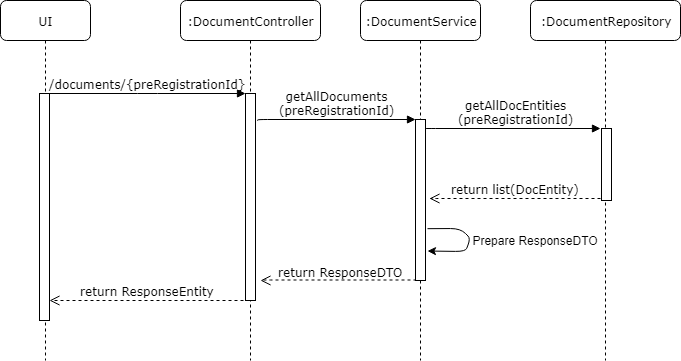 UI
:DocumentController
:DocumentService
:DocumentRepository
/documents/{preRegistrationId}
getAllDocuments
(preRegistrationId)
getAllDocEntities
(preRegistrationId)
return list(DocEntity)
Prepare ResponseDTO
return ResponseDTO
return ResponseEntity